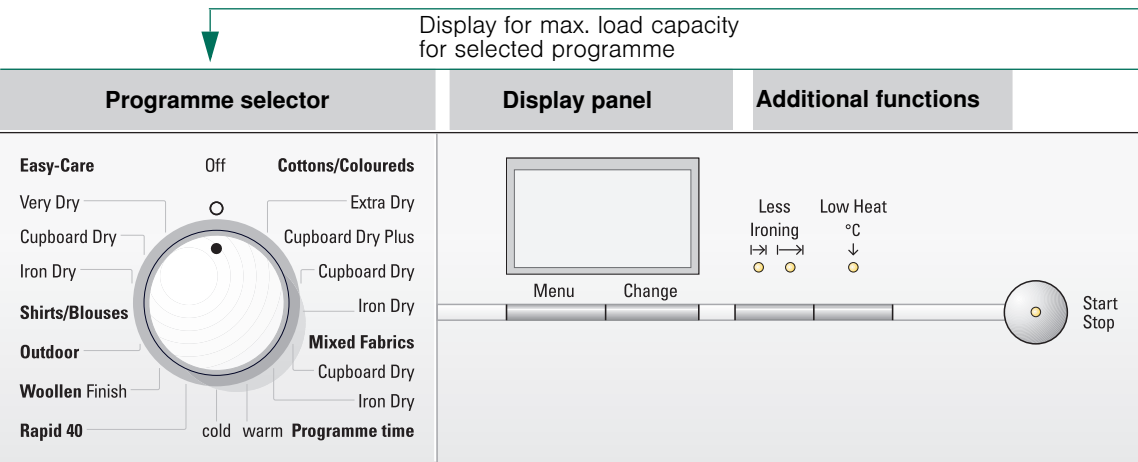 Display for max. load capacity
for selected programme
Programme selector
Display panel
Additional functions
Easy-Care
Off
Cottons/Coloureds
Very Dry
Extra Dry
Cupboard Dry
Cupboard Dry Plus
Iron Dry
Cupboard Dry
Shirts/Blouses
Iron Dry
Outdoor
Mixed Fabrics
Cupboard Dry
Woollen Finish
Iron Dry
Rapid 40
cold
warm
Programme time
Menu
Change
Less
Ironing
Low Heat
°C
Start
Stop